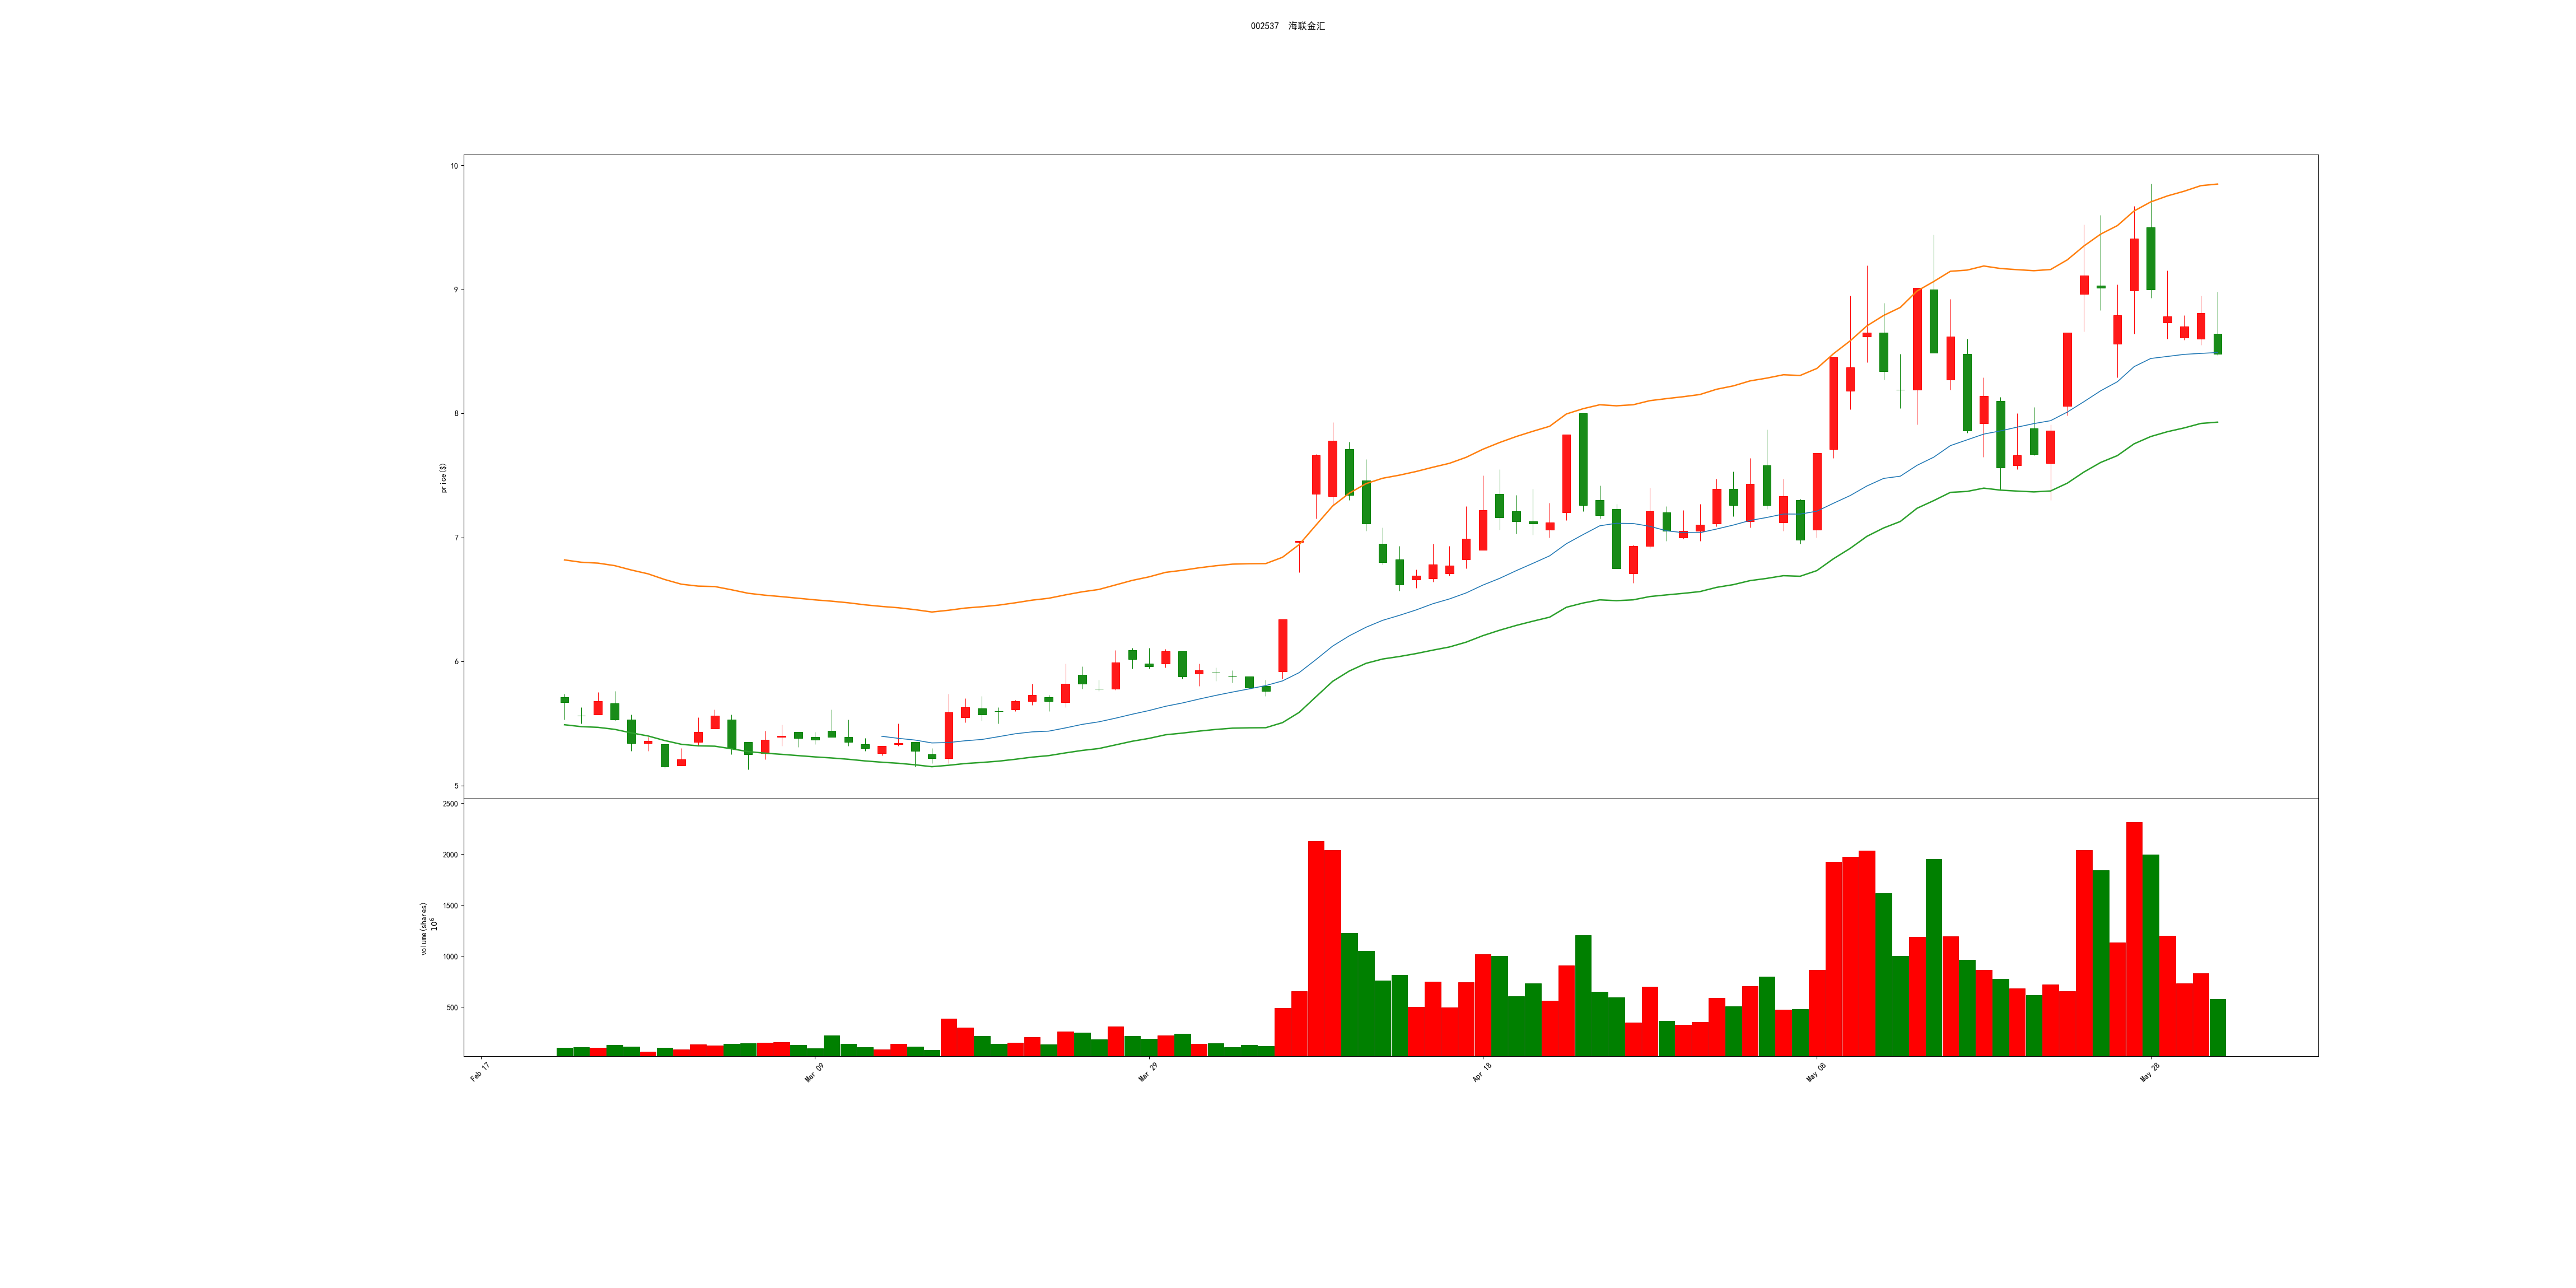 002537 海联金汇
10
9
8
7
6
5
price($)
2500
2000
1500
1000
500
volume(shares)
10⁶
Feb 17
Mar 09
Mar 29
Apr 18
May 08
May 28